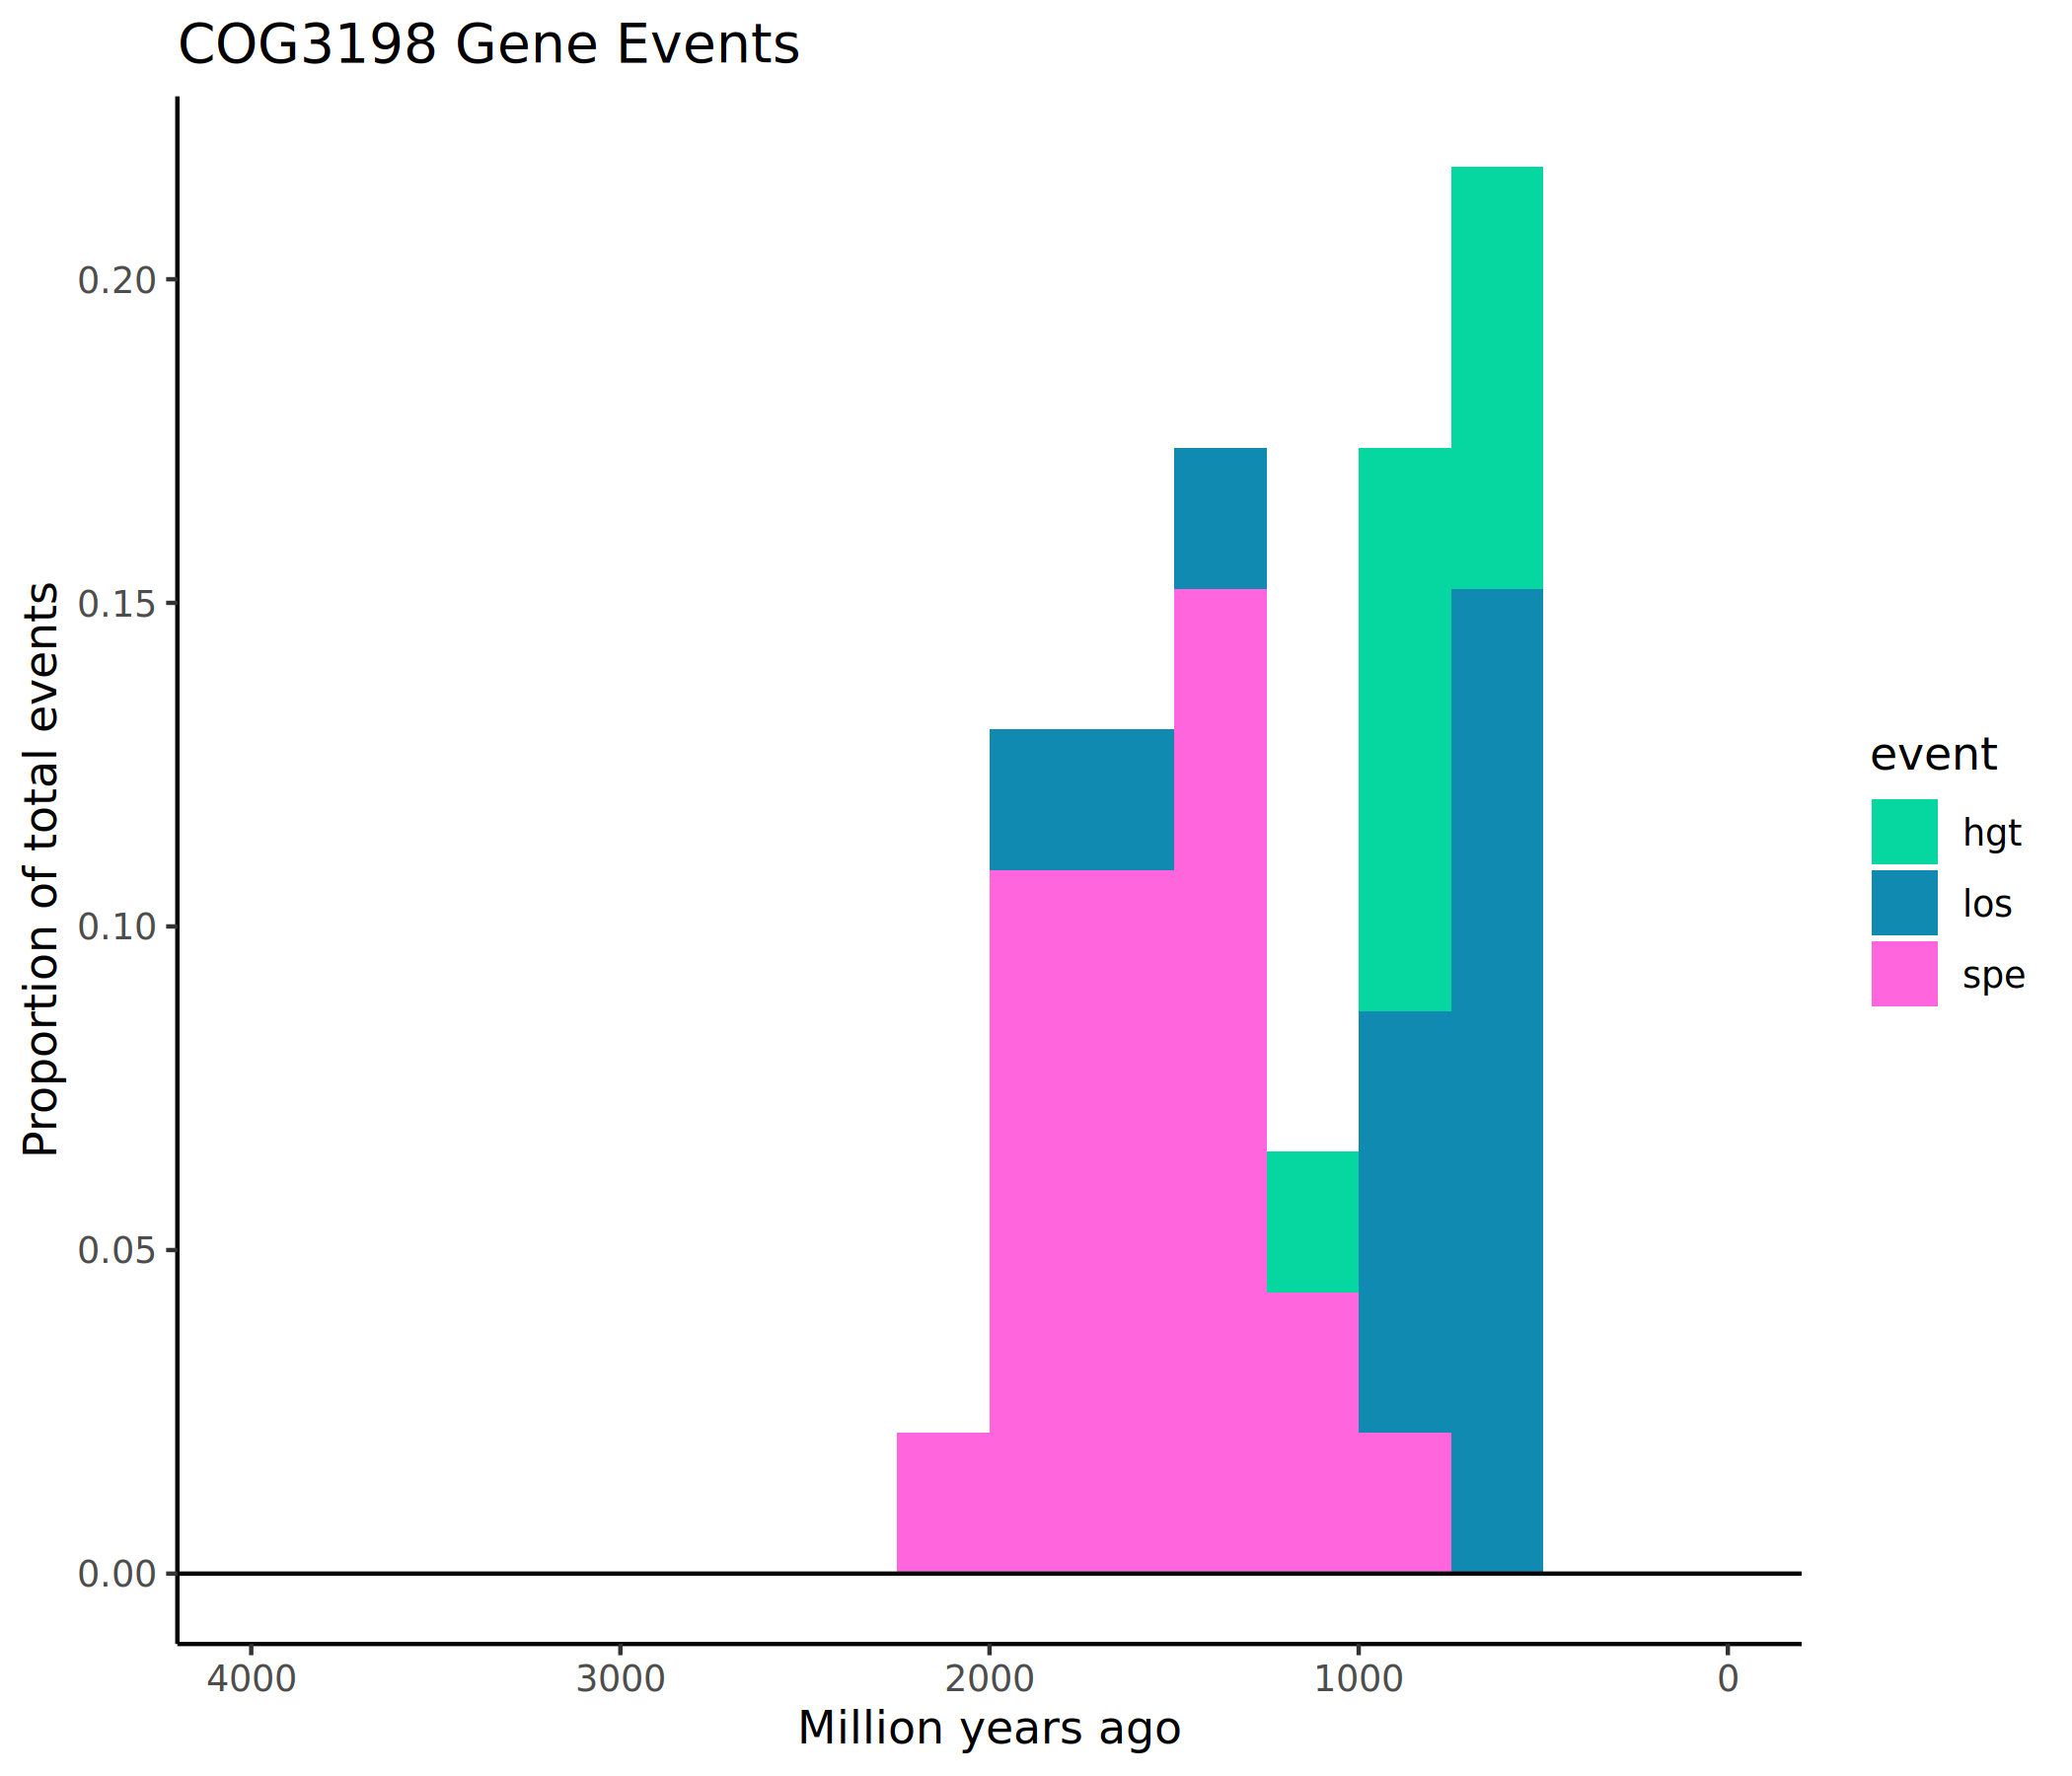 COG3198 Gene Events
Proportion of total events
0.20
0.15
0.10
0.05
0.00
4000 3000 2000 1000 0
Million years ago
event
hgt
los
spe